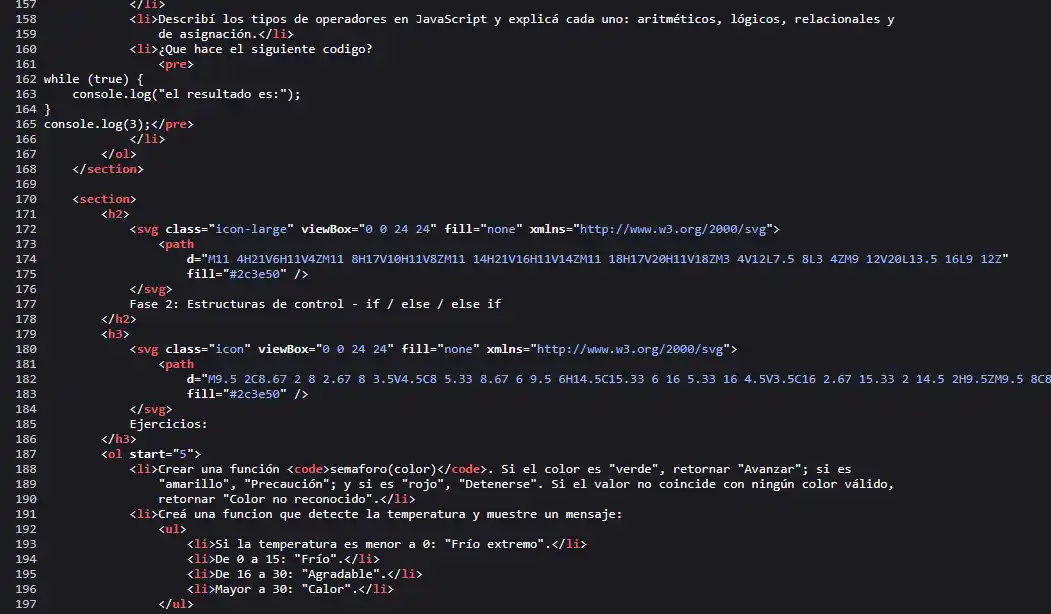 157             </li>
158             <li>Describí los tipos de operadores en JavaScript y explicá cada uno: aritméticos, lógicos, relacionales y
159                 de asignación.</li>
160             <li>¿Que hace el siguiente codigo?
161                 <pre>
162 while (true) {
163     console.log("el resultado es:");
164 }
165 console.log(3);</pre>
166             </li>
167         </ol>
168     </section>
169
170     <section>
171         <h2>
172             <svg class="icon-large" viewBox="0 0 24 24" fill="none" xmlns="http://www.w3.org/2000/svg">
173                 <path
174                     d="M11 4H21V6H11V4ZM11 8H17V10H11V8ZM11 14H21V16H11V14ZM11 18H17V20H11V18ZM3 4V12L7.5 8L3 4ZM9 12V20L13.5 16L9 12Z"
175                     fill="#2c3e50" />
176             </svg>
177             Fase 2: Estructuras de control - if / else / else if
178         </h2>
179         <h3>
180             <svg class="icon" viewBox="0 0 24 24" fill="none" xmlns="http://www.w3.org/2000/svg">
181                 <path
182                     d="M9.5 2C8.67 2 8 2.67 8 3.5V4.5C8 5.33 8.67 6 9.5 6H14.5C15.33 6 16 5.33 16 4.5V3.5C16 2.67 15.33 2 14.5 2H9.5ZM9.5 8C8
183                     fill="#2c3e50" />
184             </svg>
185             Ejercicios:
186         </h3>
187         <ol start="5">
188             <li>Crear una función <code>semaforo(color)</code>. Si el color es "verde", retornar "Avanzar"; si es
189                 "amarillo", "Precaución"; y si es "rojo", "Detenerse". Si el valor no coincide con ningún color válido,
190                 retornar "Color no reconocido".</li>
191             <li>Creá una funcion que detecte la temperatura y muestre un mensaje:
192                 <ul>
193                     <li>Si la temperatura es menor a 0: "Frío extremo".</li>
194                     <li>De 0 a 15: "Frío".</li>
195                     <li>De 16 a 30: "Agradable".</li>
196                     <li>Mayor a 30: "Calor".</li>
197                 </ul>